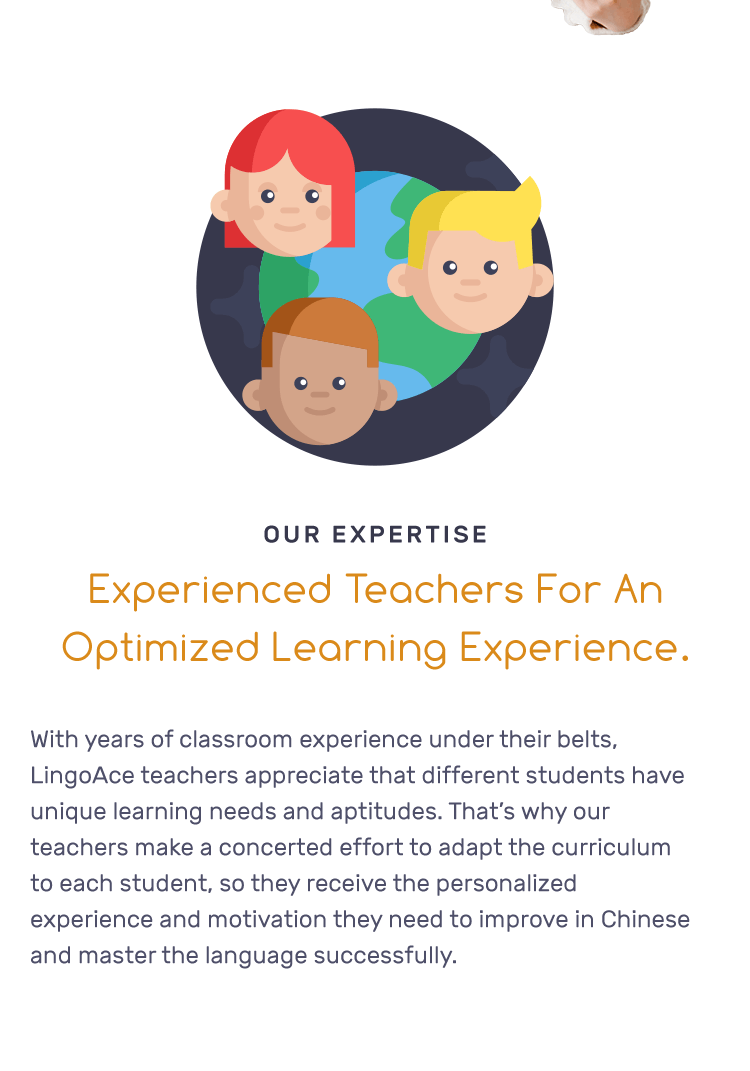 OUR EXPERTISE
Experienced Teachers For An
Optimized Learning Experience.
With years of classroom experience under their belts,
LingoAce teachers appreciate that different students have
unique learning needs and aptitudes. That’s why our
teachers make a concerted effort to adapt the curriculum
to each student, so they receive the personalized
experience and motivation they need to improve in Chinese
and master the language successfully.